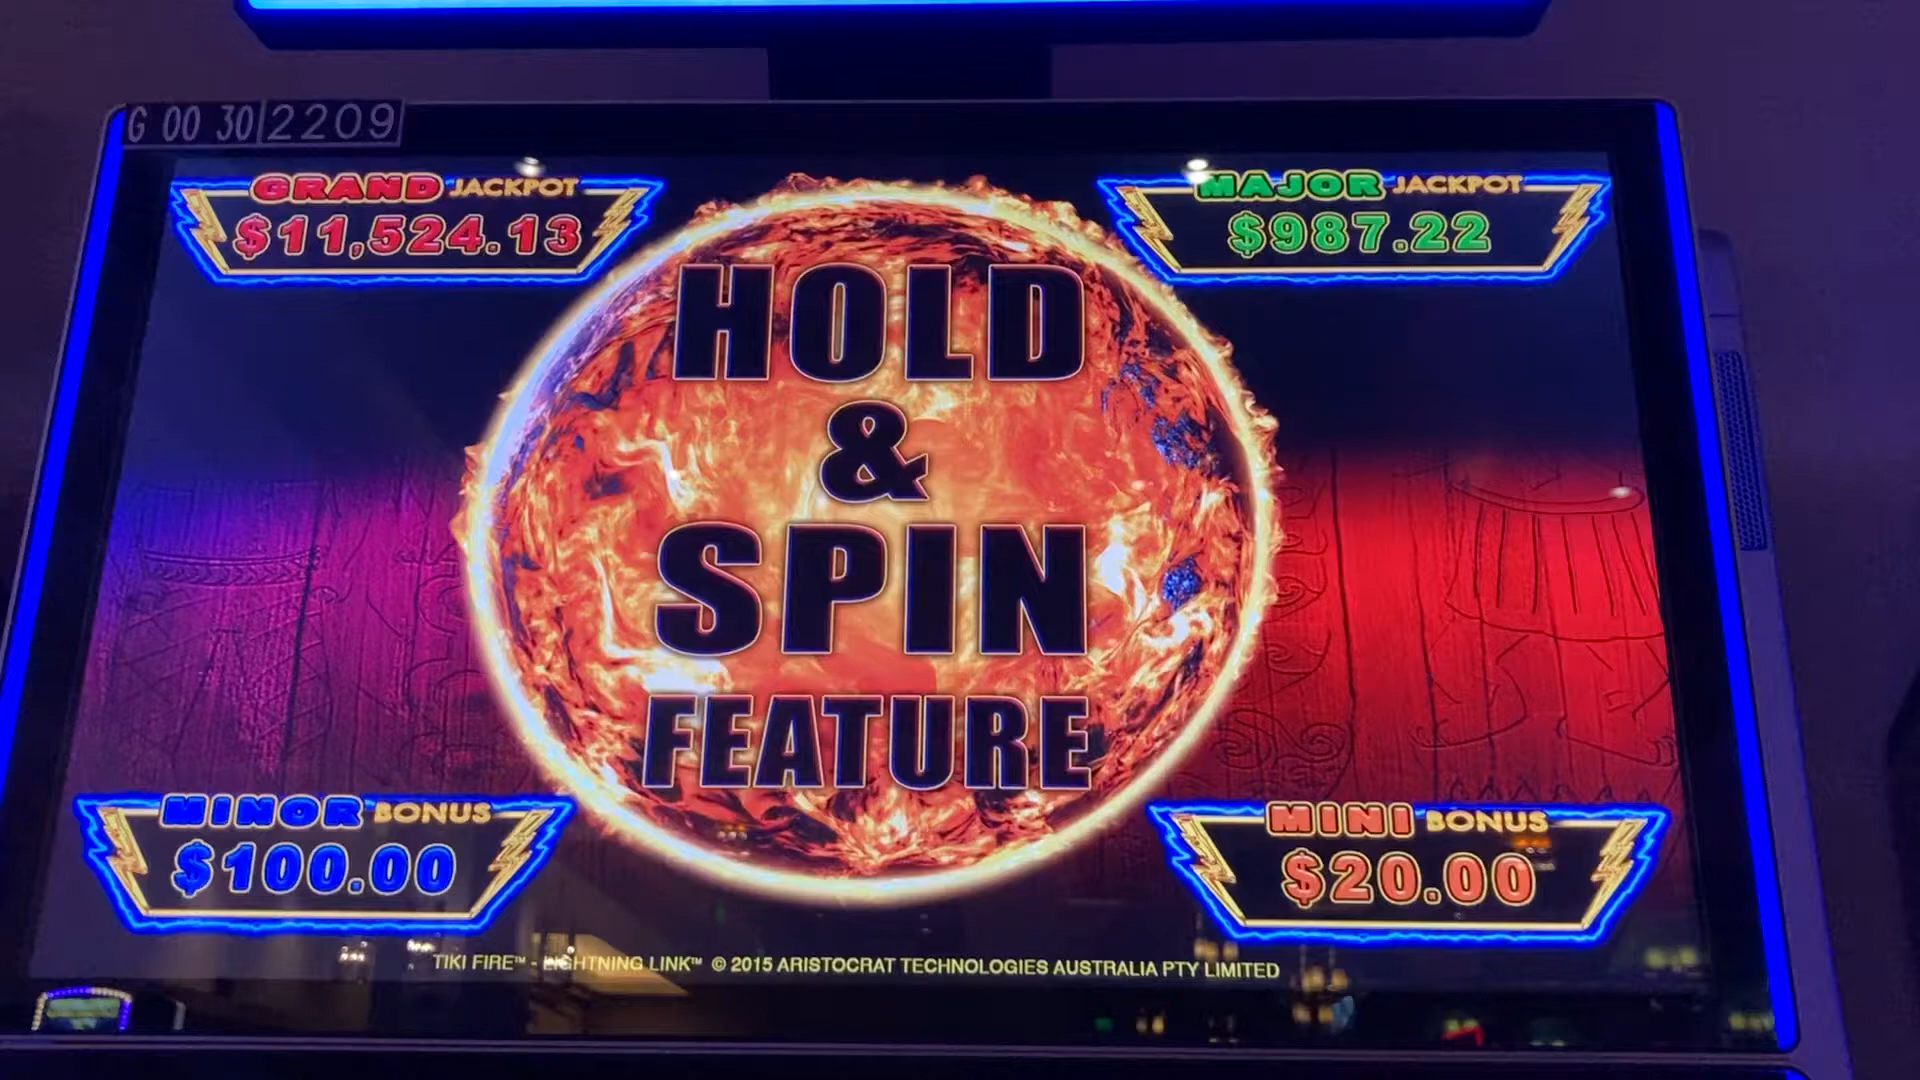 G 00 30 2209
GRAND JACKPOT
$11,524.13
MAJOR JACKPOT
$987.22
HOLD
&
SPIN
FEATURE
MINOR BONUS
$100.00
MINI BONUS
$20.00
TIKI FIRE™ - LIGHTNING LINK™ © 2015 ARISTOCRAT TECHNOLOGIES AUSTRALIA PTY LIMITED